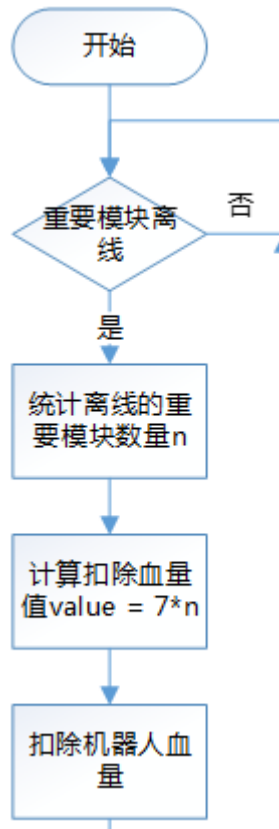 开始
重要模块离
线
否
是
统计离线的重
要模块数量n
计算扣除血量
值value = 7*n
扣除机器人血
量